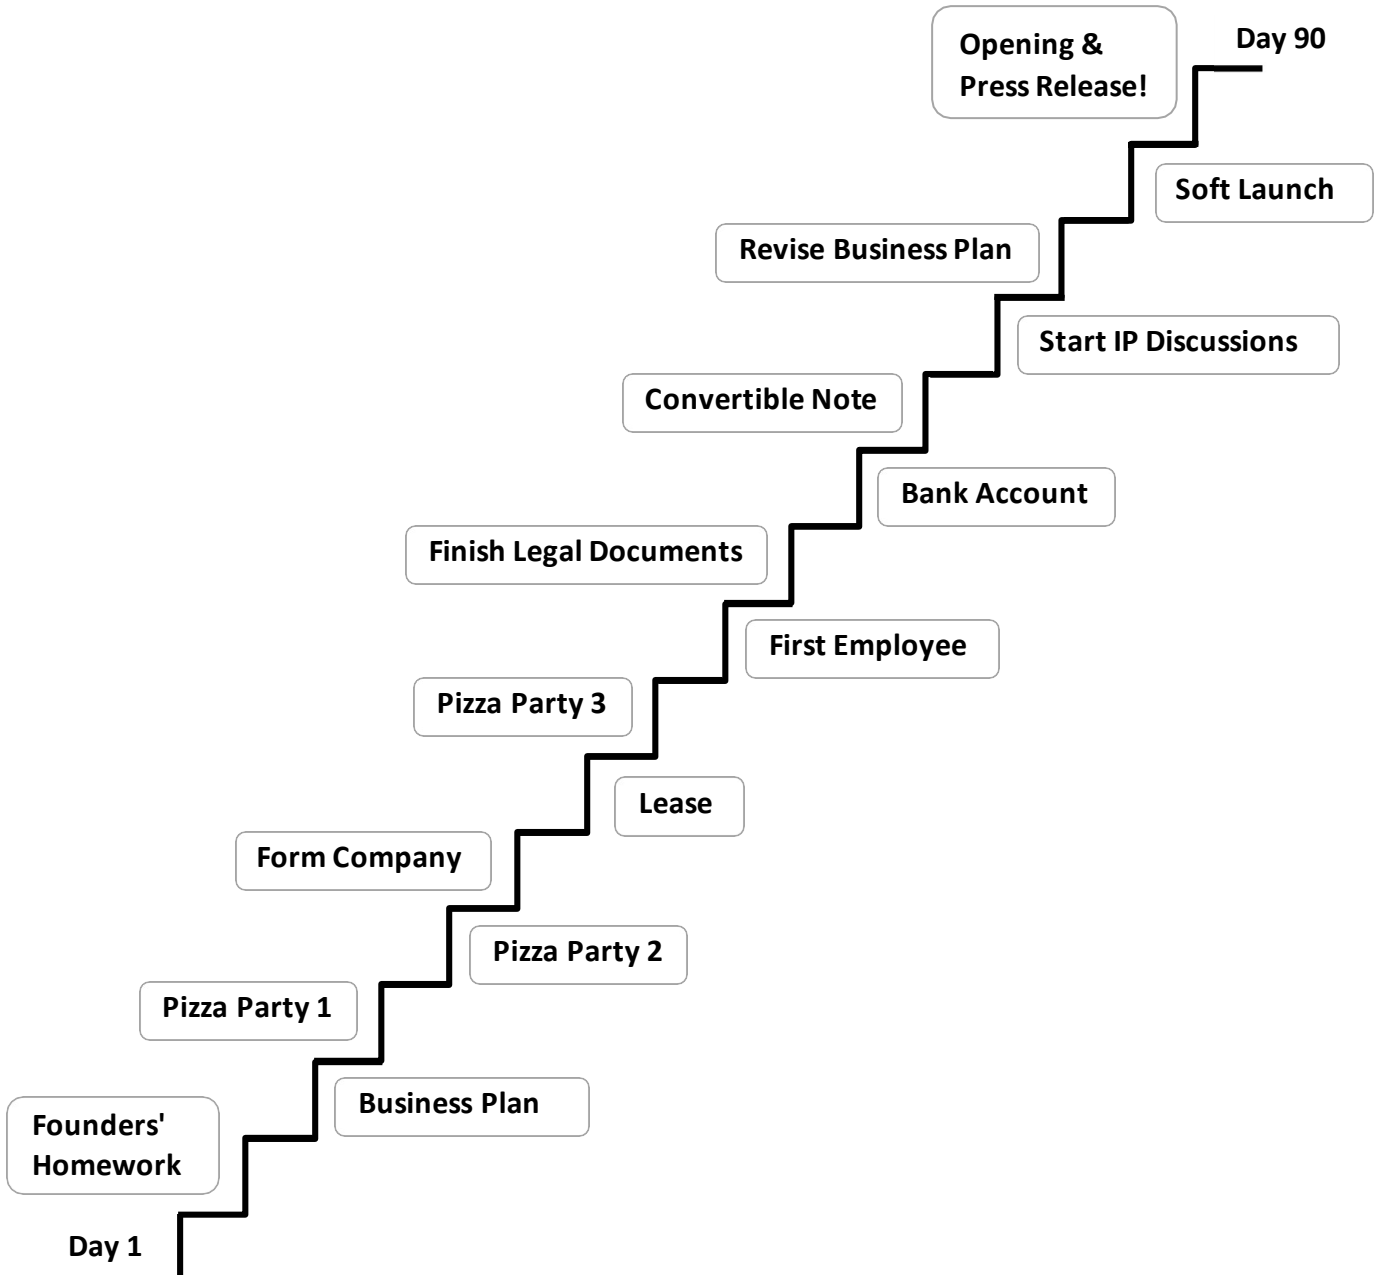 Opening &
Press Release!
Day 90
Soft Launch
Revise Business Plan
Start IP Discussions
Convertible Note
Bank Account
Finish Legal Documents
First Employee
Pizza Party 3
Lease
Form Company
Pizza Party 2
Pizza Party 1
Business Plan
Founders'
Homework
Day 1